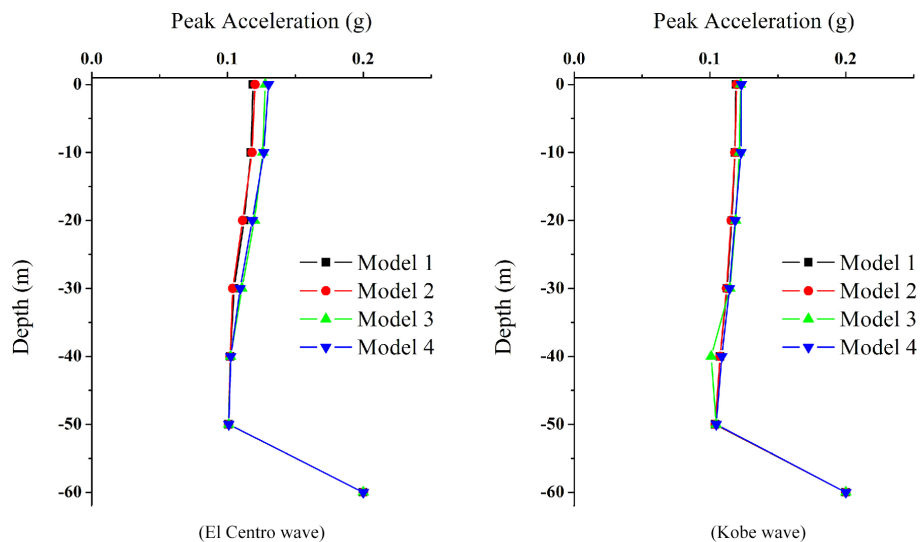 Peak Acceleration (g)
0.0 0.1 0.2
0
-10
-20
-30
-40
-50
-60
Depth (m)
Model 1
Model 2
Model 3
Model 4
(El Centro wave)
Peak Acceleration (g)
0.0 0.1 0.2
0
-10
-20
-30
-40
-50
-60
Depth (m)
Model 1
Model 2
Model 3
Model 4
(Kobe wave)